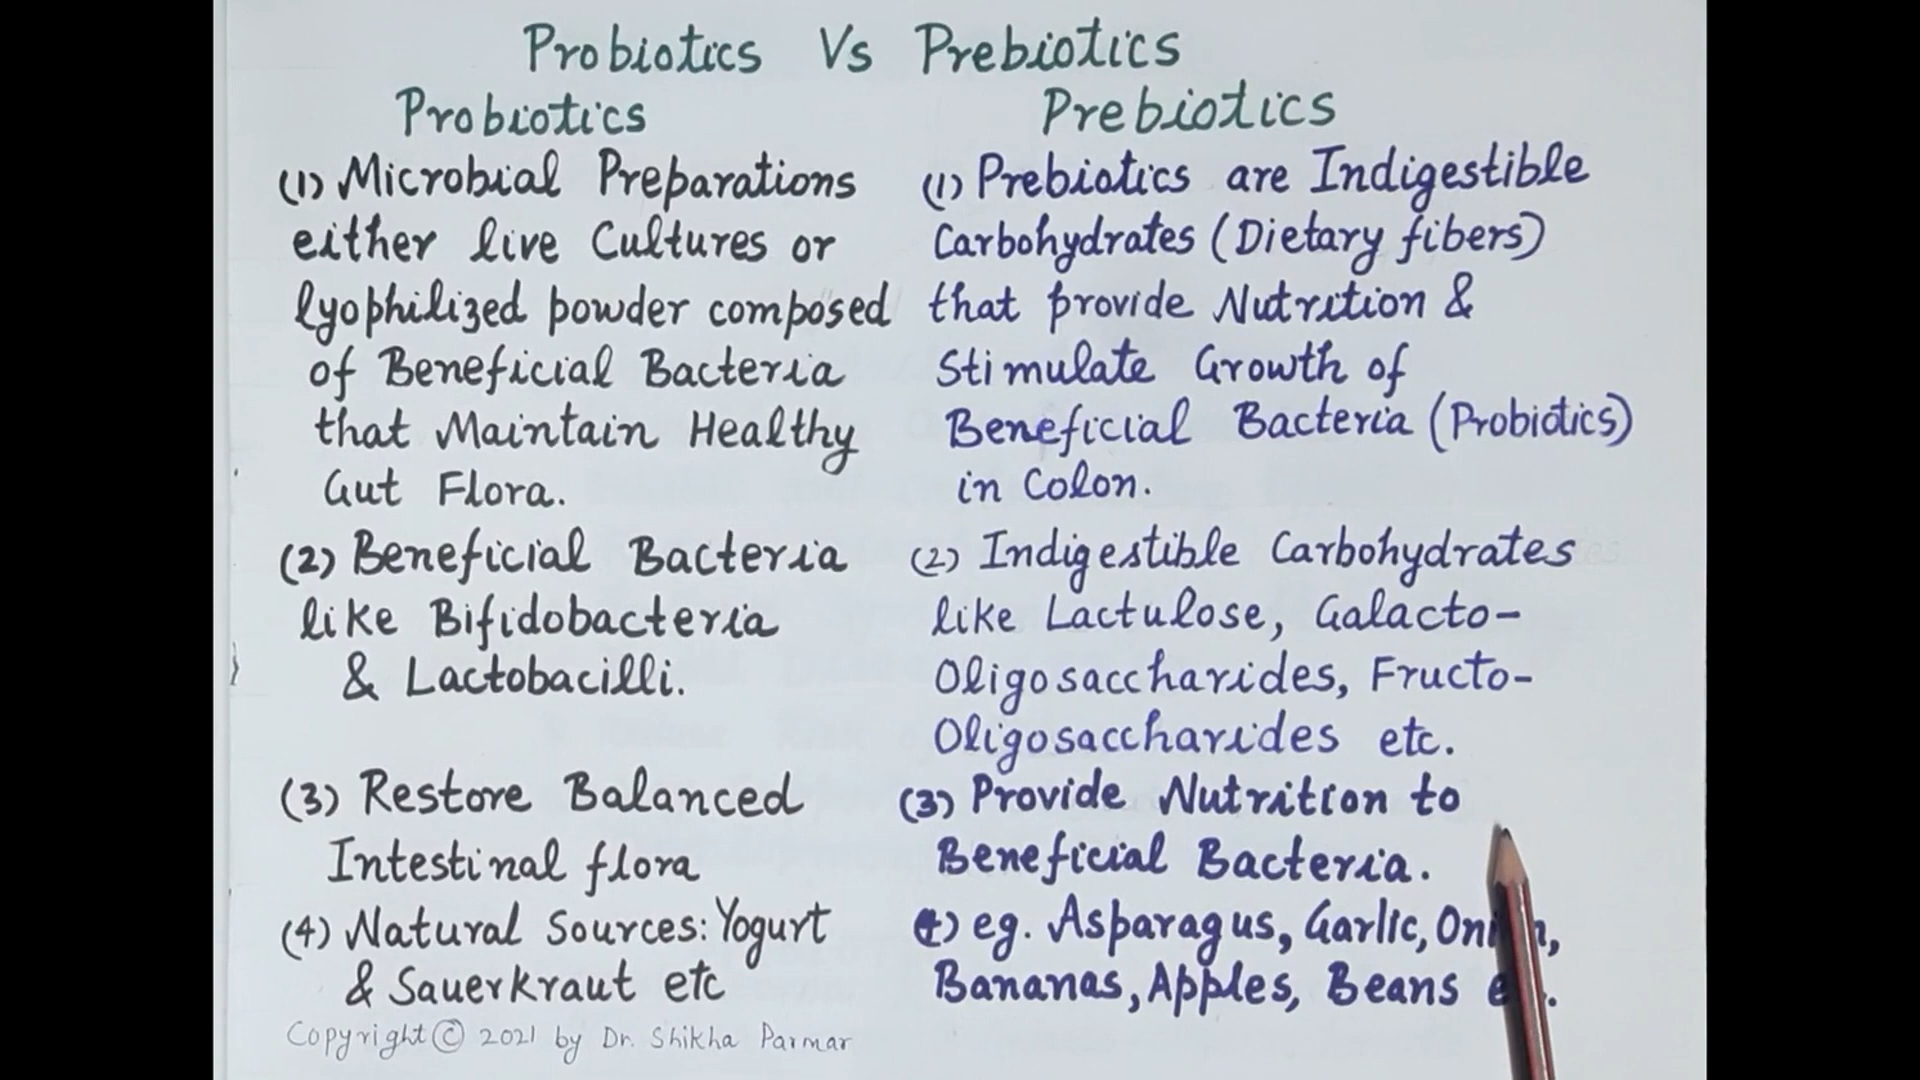 Probiotics Vs Prebiotics
Probiotics
(1) Microbial Preparations
either live Cultures or
lyophilized powder composed
of Beneficial Bacteria
that Maintain Healthy
Gut Flora.
(2) Beneficial Bacteria
like Bifidobacteria
& Lactobacilli.
(3) Restore Balanced
Intestinal flora
(4) Natural Sources: Yogurt
& Sauerkraut etc
Prebiotics
(1) Prebiotics are Indigestible
Carbohydrates (Dietary fibers)
that provide Nutrition &
Stimulate Growth of
Beneficial Bacteria (Probiotics)
in Colon.
(2) Indigestible Carbohydrates
like Lactulose, Galacto-
Oligosaccharides, Fructo-
Oligosaccharides etc.
(3) Provide Nutrition to
Beneficial Bacteria.
(4) eg. Asparagus, Garlic,
Bananas, Apples, Beans
Copyright © 2021 by Dr. Shikha Parmar